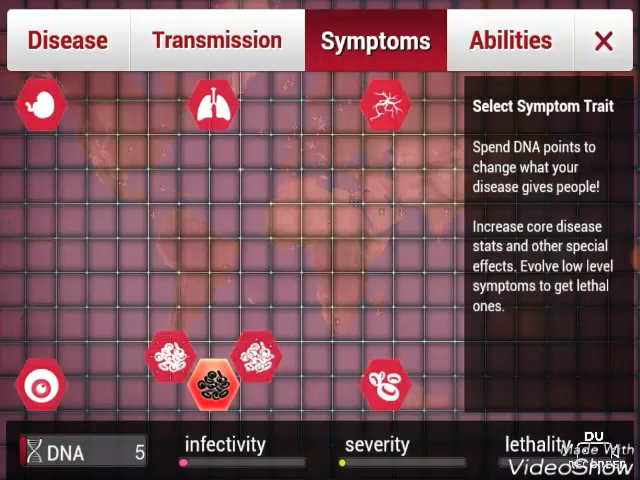 Disease
Transmission
Symptoms
Abilities
X
Select Symptom Trait
Spend DNA points to
change what your
disease gives people!
Increase core disease
stats and other special
effects. Evolve low level
symptoms to get lethal
ones.
DNA 5
infectivity
severity
lethality
DU
Made With
RECORDER
VideoShow